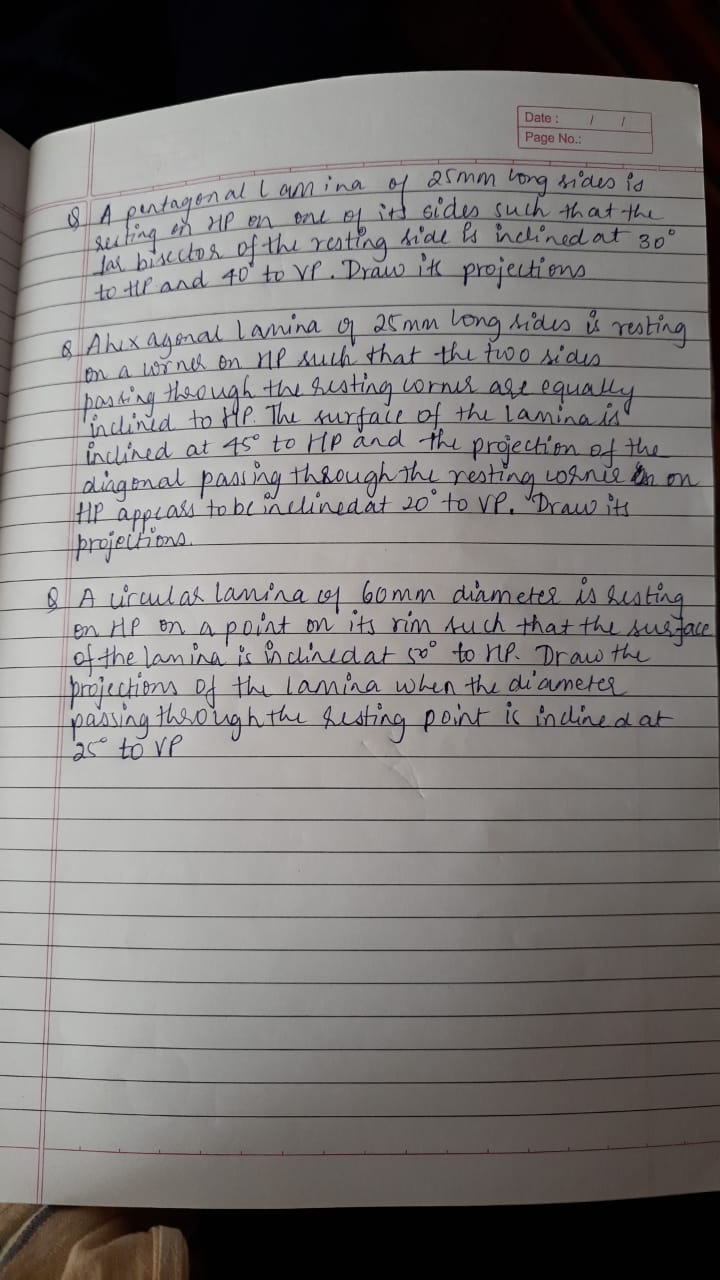 Date : / /
Page No.:
Q A pentagonal Lamina of 25mm long sides is
resting on HP on one of its sides such that the
lar bisector of the resting side is inclined at 30°
to HP and 40° to VP. Draw its projections
Q A hexagonal Lamina of 25mm long sides is resting
on a corner on HP such that the two sides
passing through the resting corner are equally
inclined to HP. The surface of the lamina is
inclined at 45° to HP and the projection of the
diagonal passing through the resting corner on
HP appears to be inclined at 20° to VP. Draw its
projections.
Q A circular lamina of 60mm diameter is resting
on HP on a point on its rim such that the surface
of the lamina is inclined at 50° to HP. Draw the
projections of the lamina when the diameter
passing through the resting point is inclined at
25° to VP